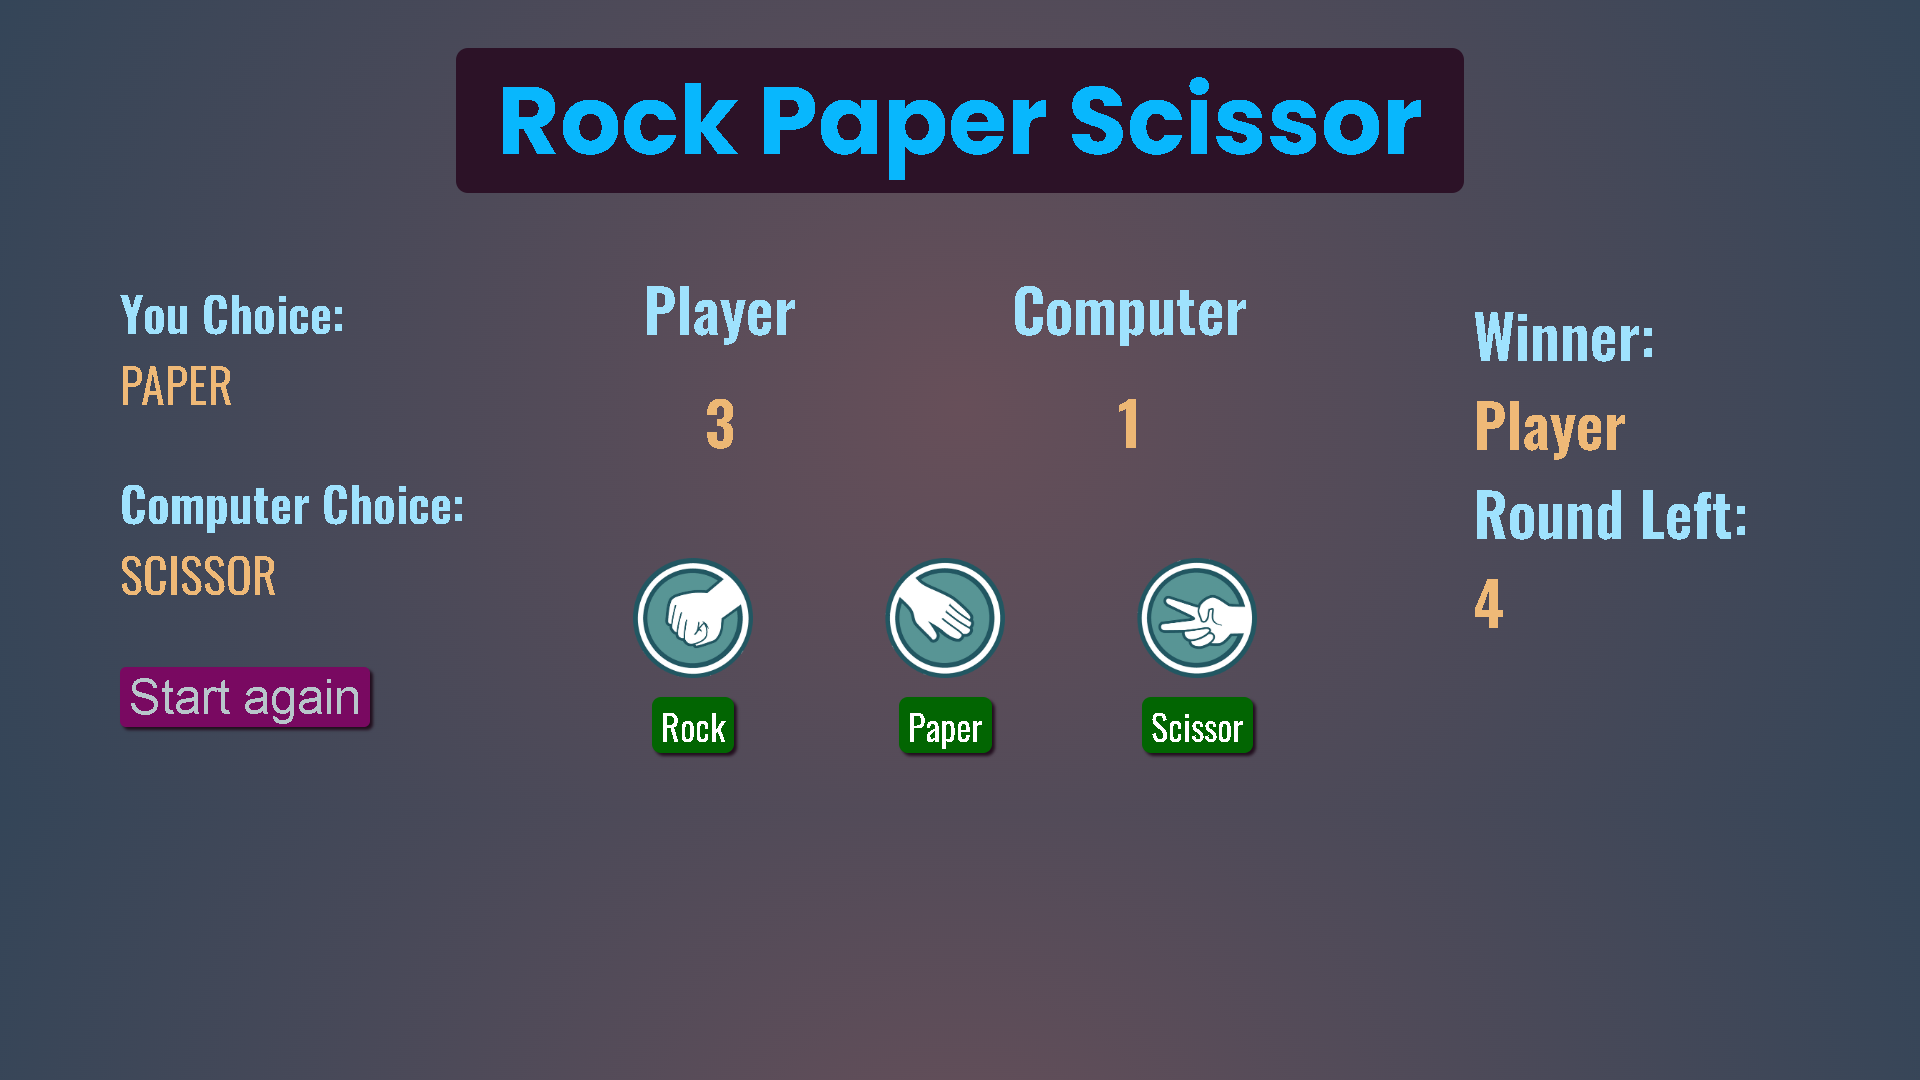 Rock Paper Scissor
You Choice:
PAPER
Computer Choice:
SCISSOR
Start again
Player
3
Computer
1
Rock
Paper
Scissor
Winner:
Player
Round Left:
4